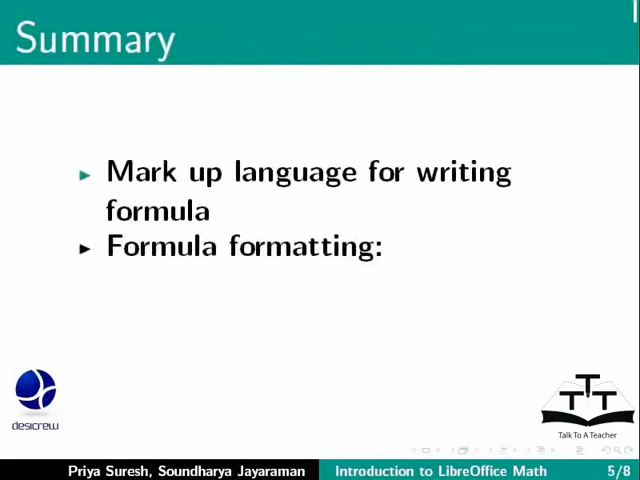 Summary
Mark up language for writing
formula
Formula formatting:
desicrew
T
T T
Talk To A Teacher
Priya Suresh, Soundharya Jayaraman Introduction to LibreOffice Math 5/8